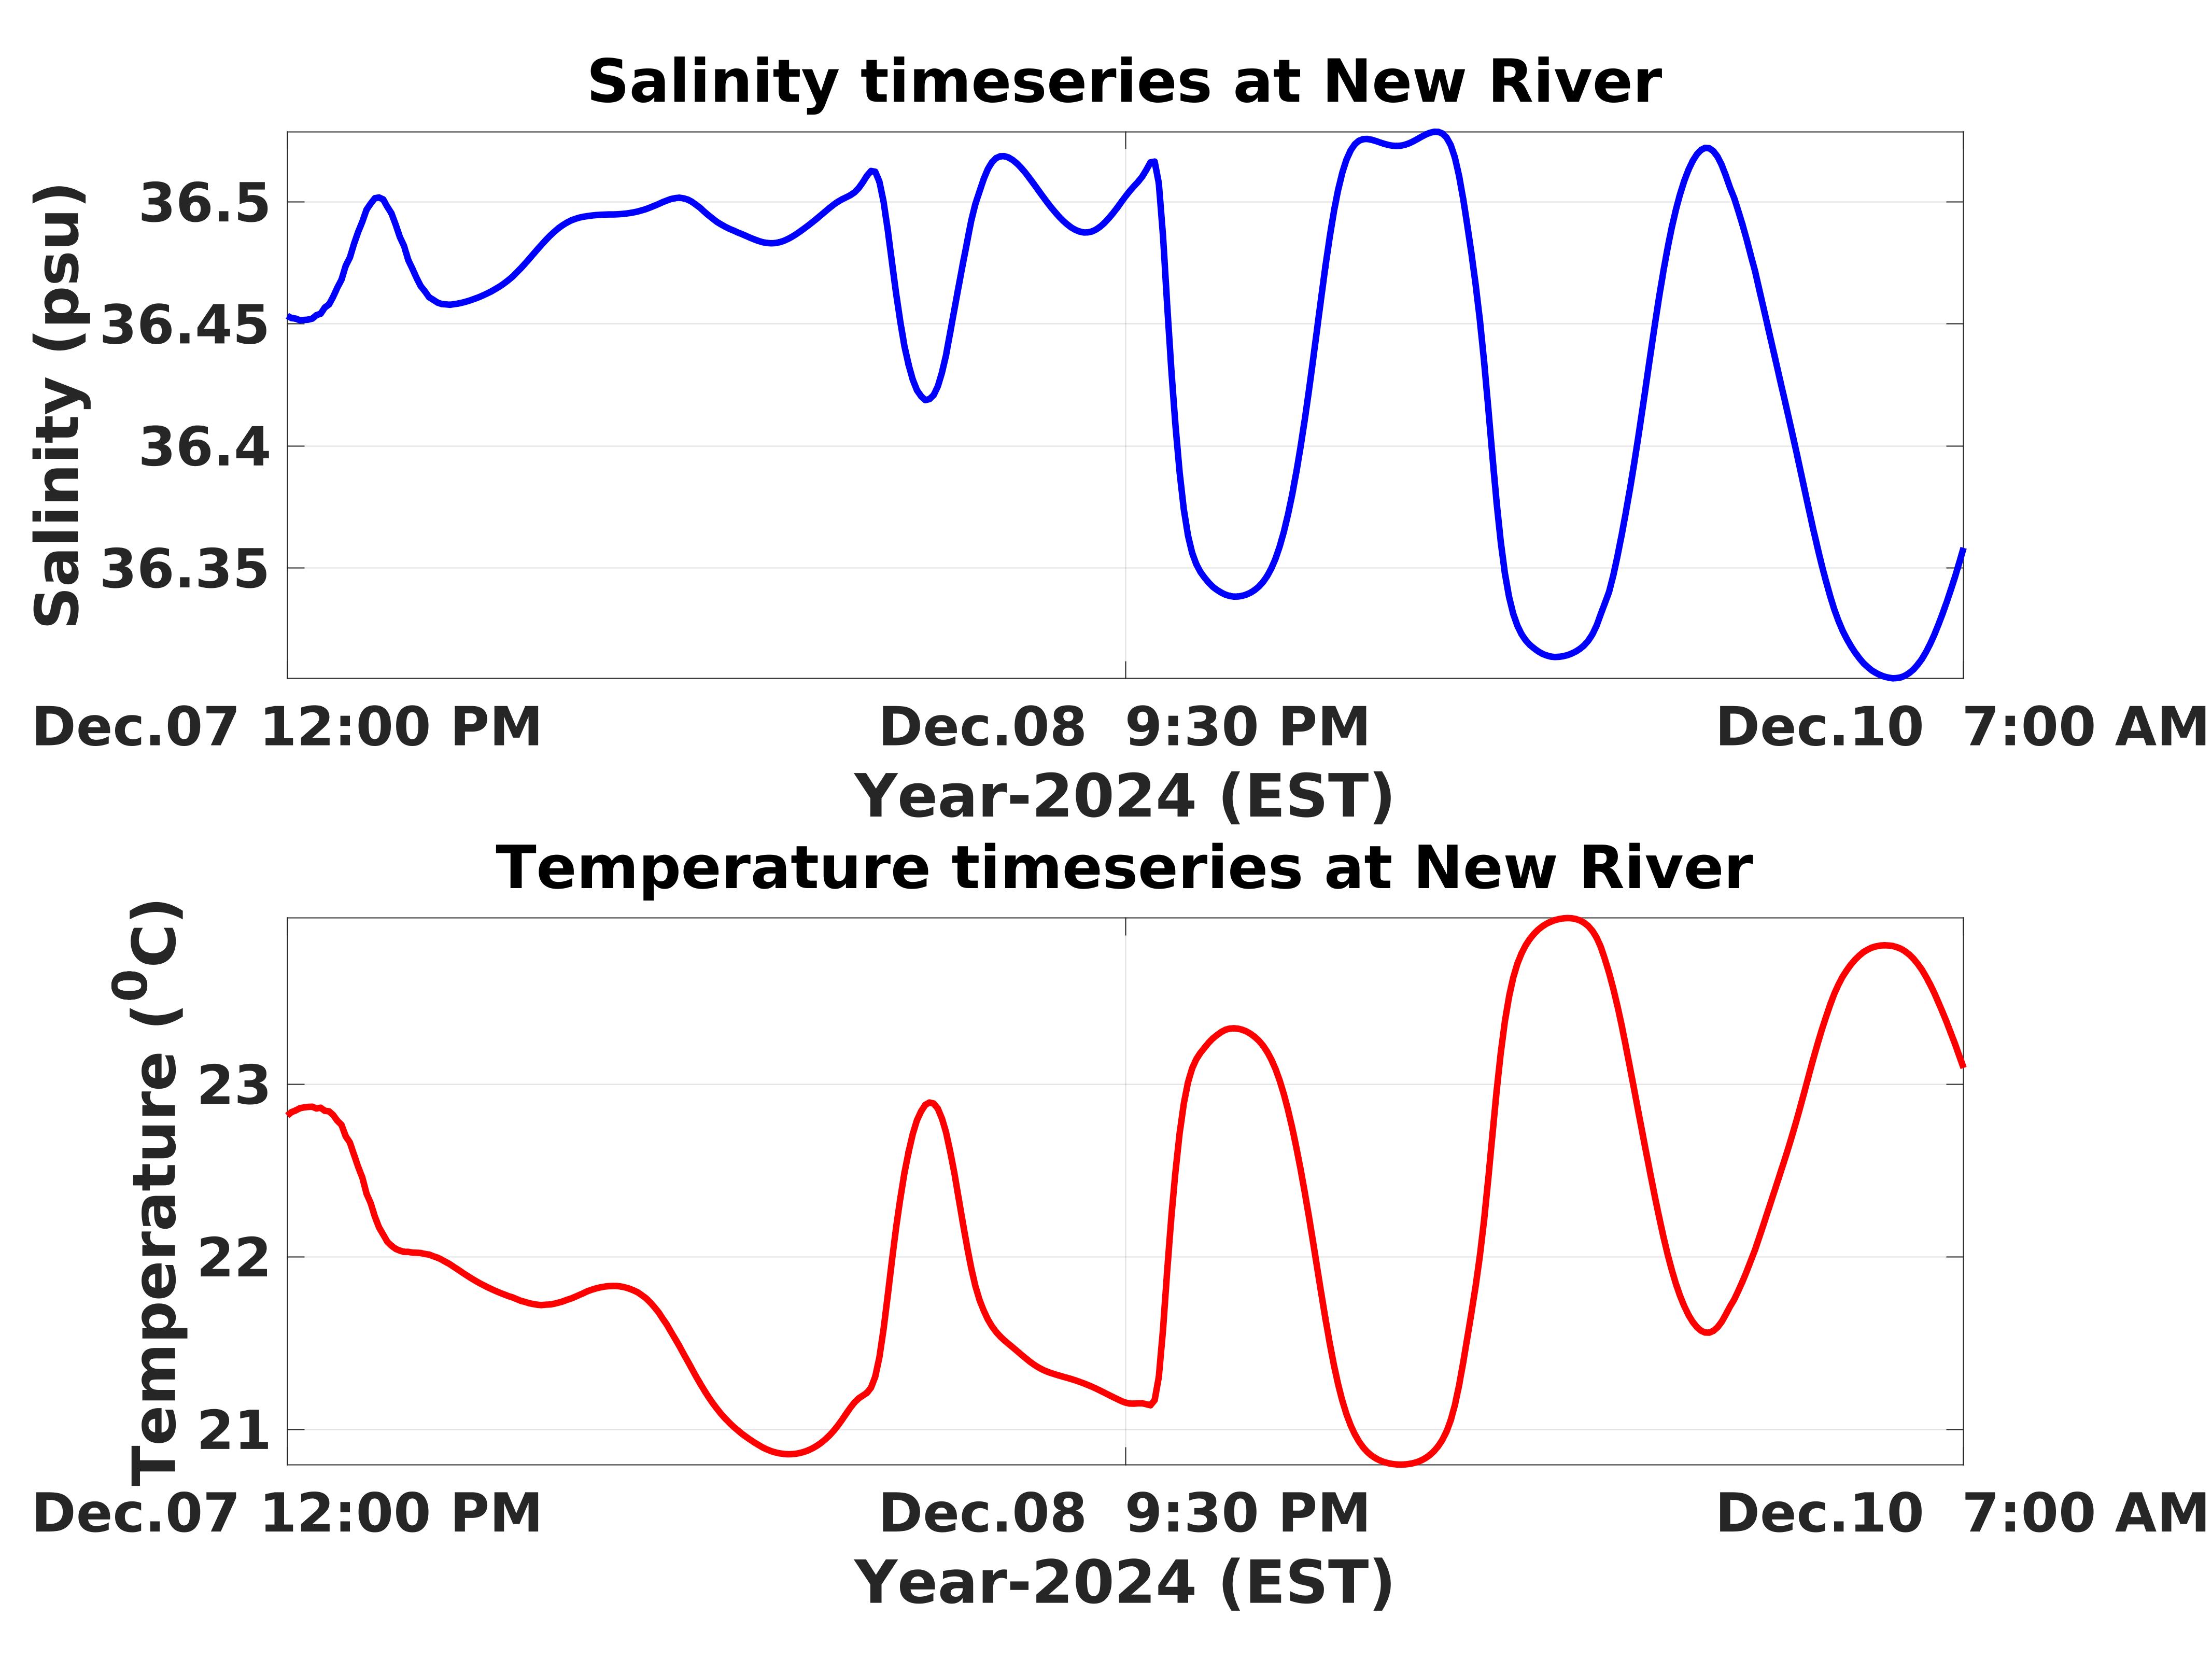 Salinity timeseries at New River
Salinity (psu)
36.5
36.45
36.4
36.35
Dec.07 12:00 PM
Dec.08  9:30 PM
Dec.10  7:00 AM
Year-2024 (EST)
Temperature timeseries at New River
Temperature (⁰C)
23
22
21
Dec.07 12:00 PM
Dec.08  9:30 PM
Dec.10  7:00 AM
Year-2024 (EST)